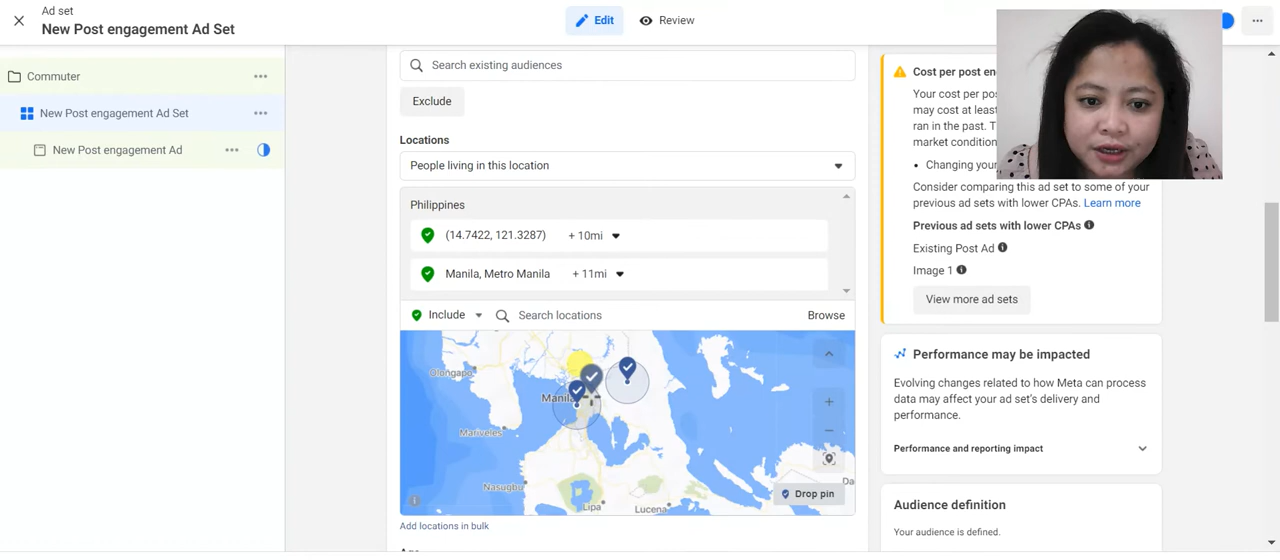 Ad set
New Post engagement Ad Set
Edit
Review
Commuter
New Post engagement Ad Set
New Post engagement Ad
Search existing audiences
Exclude
Locations
People living in this location
Philippines
(14.7422, 121.3287) + 10mi
Manila, Metro Manila + 11mi
Include
Search locations
Browse
Olongapo
Manila
Mariveles
Nasugbu
Lipa
Lucena
Da
Drop pin
Add locations in bulk
Cost per post en
Your cost per pos
may cost at least
ran in the past. T
market condition
• Changing your
Consider comparing this ad set to some of your
previous ad sets with lower CPAs. Learn more
Previous ad sets with lower CPAs
Existing Post Ad
Image 1
View more ad sets
Performance may be impacted
Evolving changes related to how Meta can process
data may affect your ad set's delivery and
performance.
Performance and reporting impact
Audience definition
Your audience is defined.